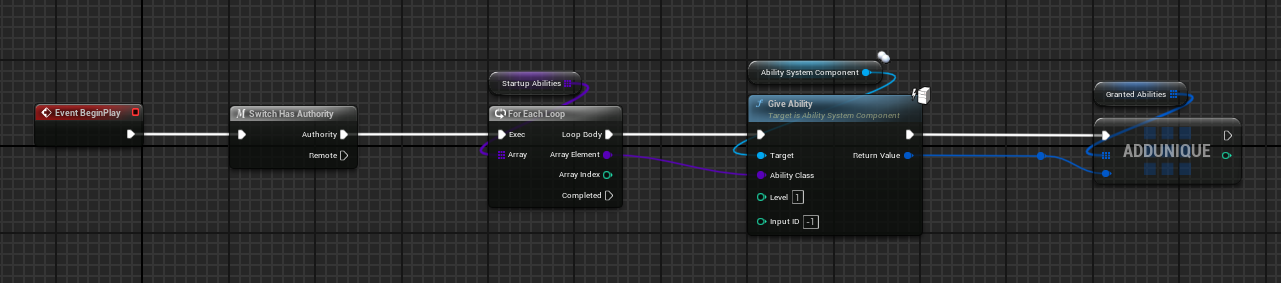 Event BeginPlay
Switch Has Authority
Authority
Remote
Startup Abilities
For Each Loop
Exec
Loop Body
Array
Array Element
Array Index
Completed
Ability System Component
Give Ability
Target is Ability System Component
Target
Return Value
Ability Class
Level 1
Input ID -1
Granted Abilities
ADDUNIQUE